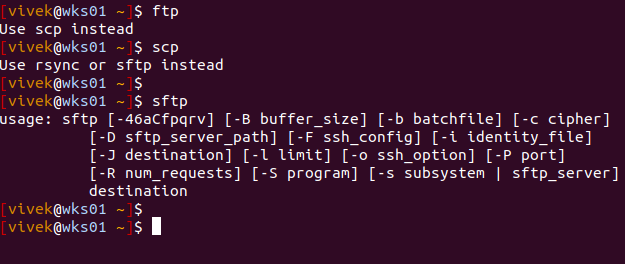 [vivek@wks01 ~]$ ftp
Use scp instead
[vivek@wks01 ~]$ scp
Use rsync or sftp instead
[vivek@wks01 ~]$
[vivek@wks01 ~]$ sftp
usage: sftp [-46aCfpqrv] [-B buffer_size] [-b batchfile] [-c cipher]
[-D sftp_server_path] [-F ssh_config] [-i identity_file]
[-J destination] [-l limit] [-o ssh_option] [-P port]
[-R num_requests] [-S program] [-s subsystem | sftp_server]
destination
[vivek@wks01 ~]$
[vivek@wks01 ~]$